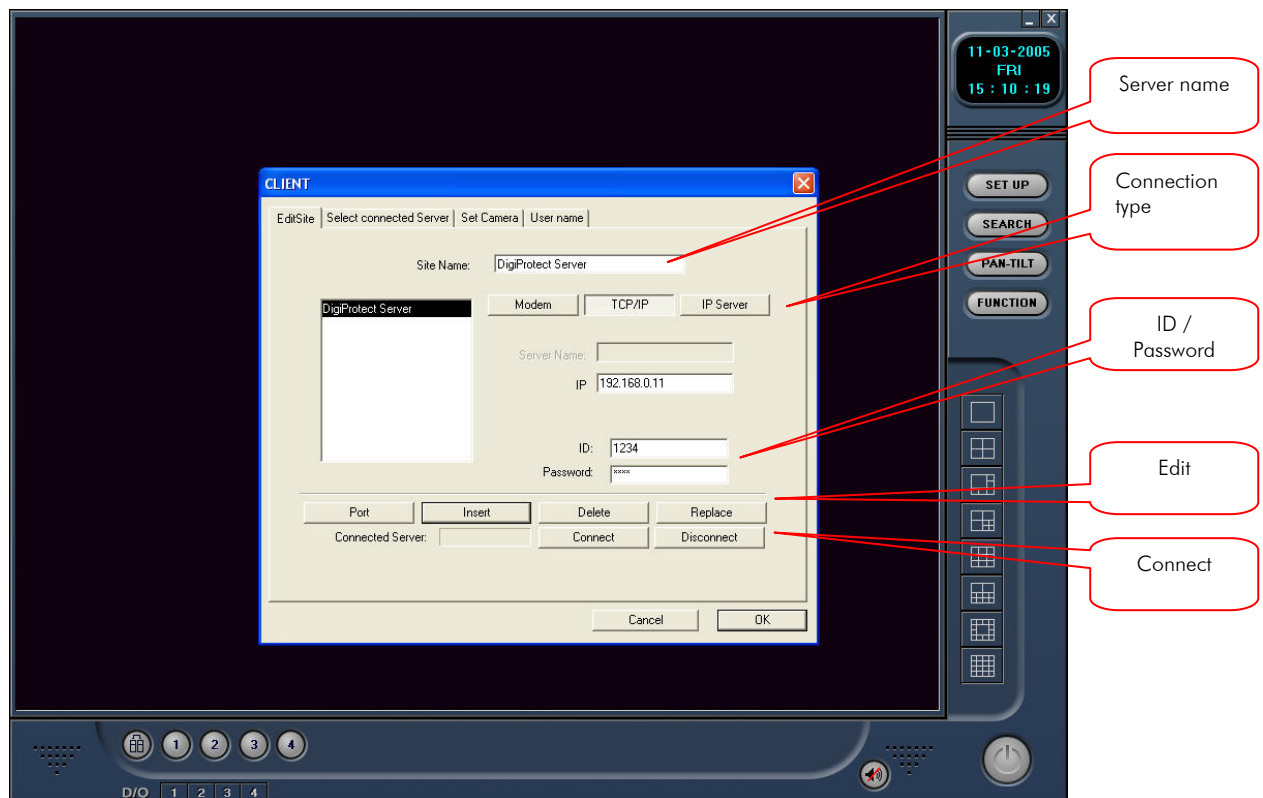 11-03-2005
FRI
15 : 10 : 19
Server name
CLIENT
Connection
type
SET UP
EditSite
Select connected Server
Set Camera
User name
SEARCH
Site Name:
DigiProtect Server
PAN-TILT
DigiProtect Server
Modem
TCP/IP
IP Server
FUNCTION
ID /
Password
Server Name:
IP
192.168.0.11
ID:
1234
Password:
××××
Edit
Port
Insert
Delete
Replace
Connected Server:
Connect
Disconnect
Connect
Cancel
OK
1
2
3
4
D/O
1
2
3
4